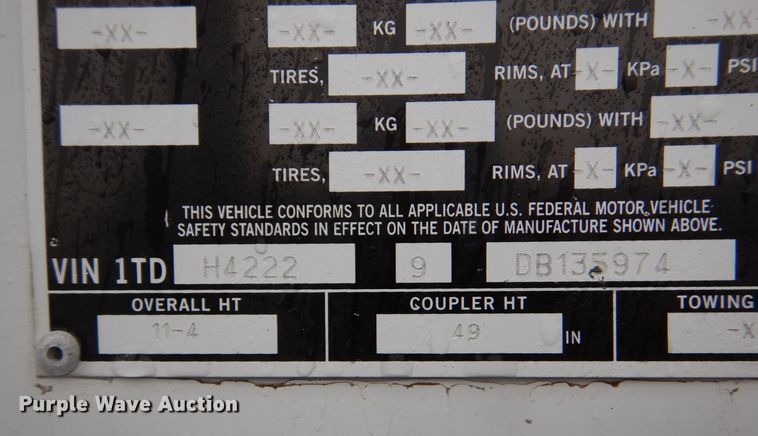 -XX- -XX- KG -XX- (POUNDS) WITH -XX-
TIRES, -XX- RIMS, AT -X- KPa -X- PSI
-XX- -XX- KG -XX- (POUNDS) WITH -XX-
TIRES, -XX- RIMS, AT -X- KPa -X- PSI
THIS VEHICLE CONFORMS TO ALL APPLICABLE U.S. FEDERAL MOTOR VEHICLE
SAFETY STANDARDS IN EFFECT ON THE DATE OF MANUFACTURE SHOWN ABOVE.
VIN 1TD H4222 9 DB135974
OVERALL HT COUPLER HT TOWING
11-4 49 IN -X
Purple Wave Auction